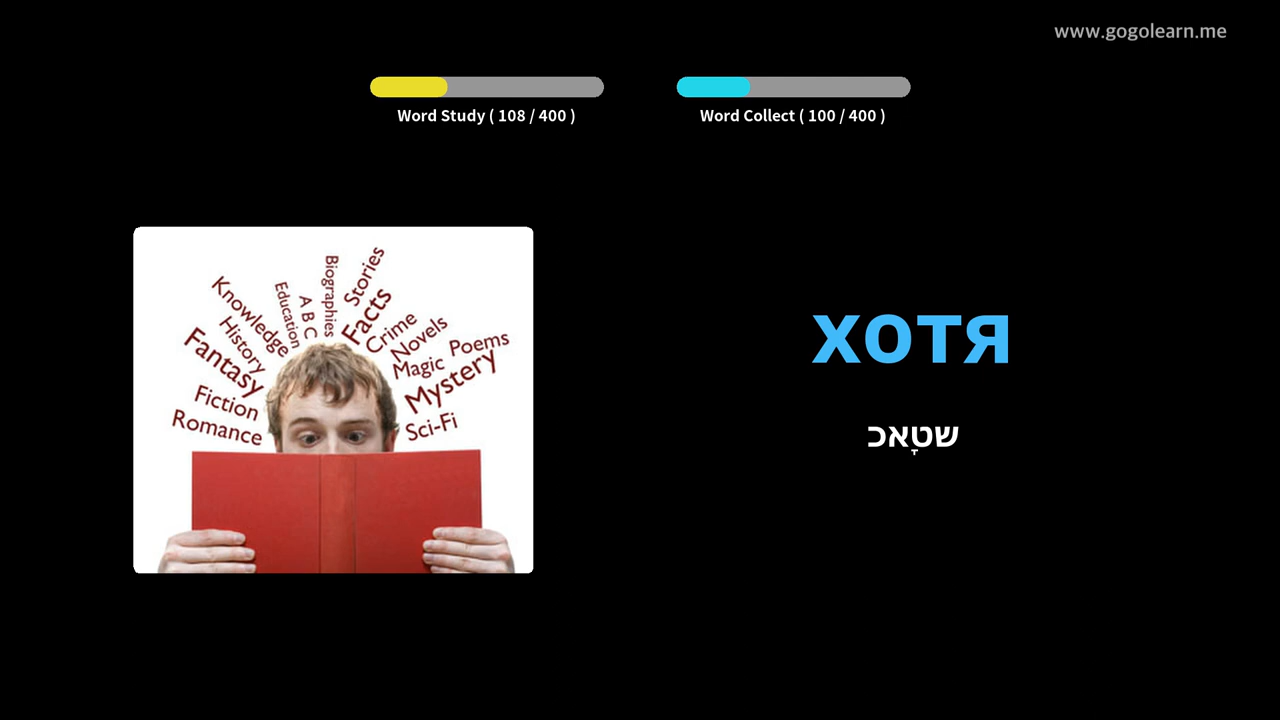 www.gogolearn.me
Word Study ( 108 / 400 )
Word Collect ( 100 / 400 )
Biographies
Stories
Education
A B C
Facts
Knowledge
Crime
History
Novels
Poems
Fantasy
Magic
Mystery
Fiction
Romance
Sci-Fi
хотя
שטָאכ